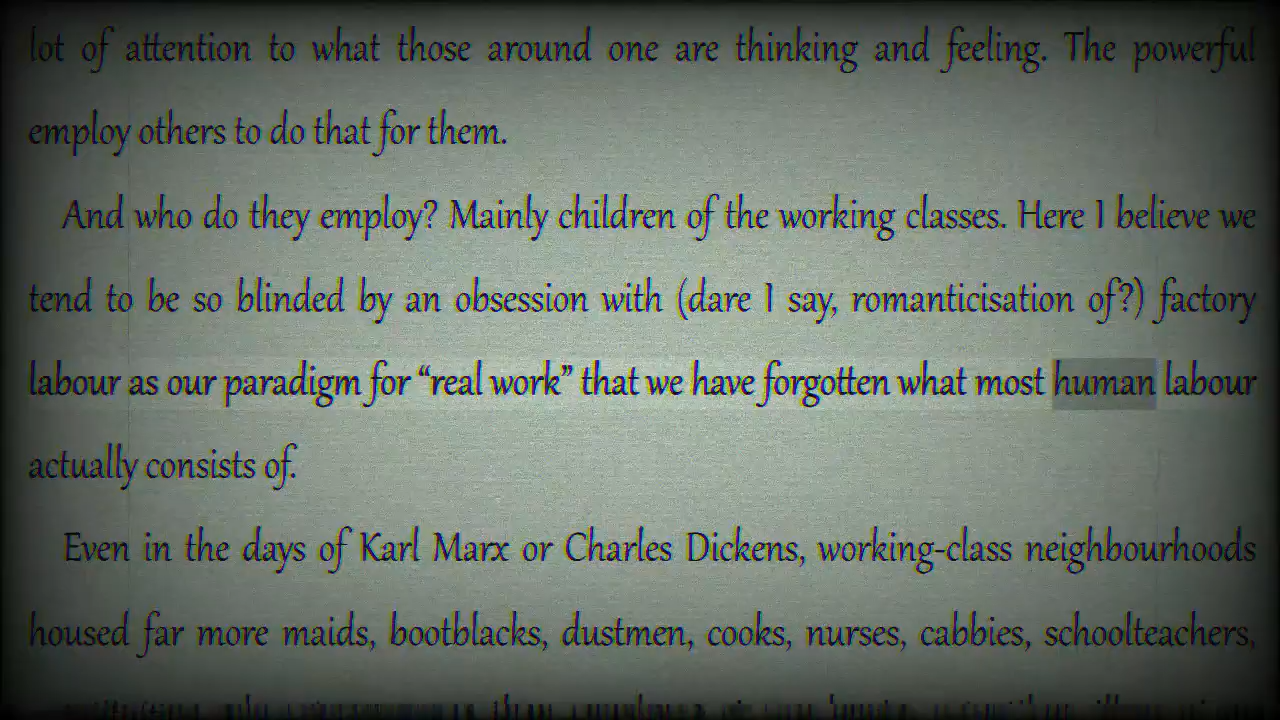 lot of attention to what those around one are thinking and feeling. The powerful
employ others to do that for them.
And who do they employ? Mainly children of the working classes. Here I believe we
tend to be so blinded by an obsession with (dare I say, romanticisation of?) factory
labour as our paradigm for “real work” that we have forgotten what most human labour
actually consists of.
Even in the days of Karl Marx or Charles Dickens, working-class neighbourhoods
housed far more maids, bootblacks, dustmen, cooks, nurses, cabbies, schoolteachers,